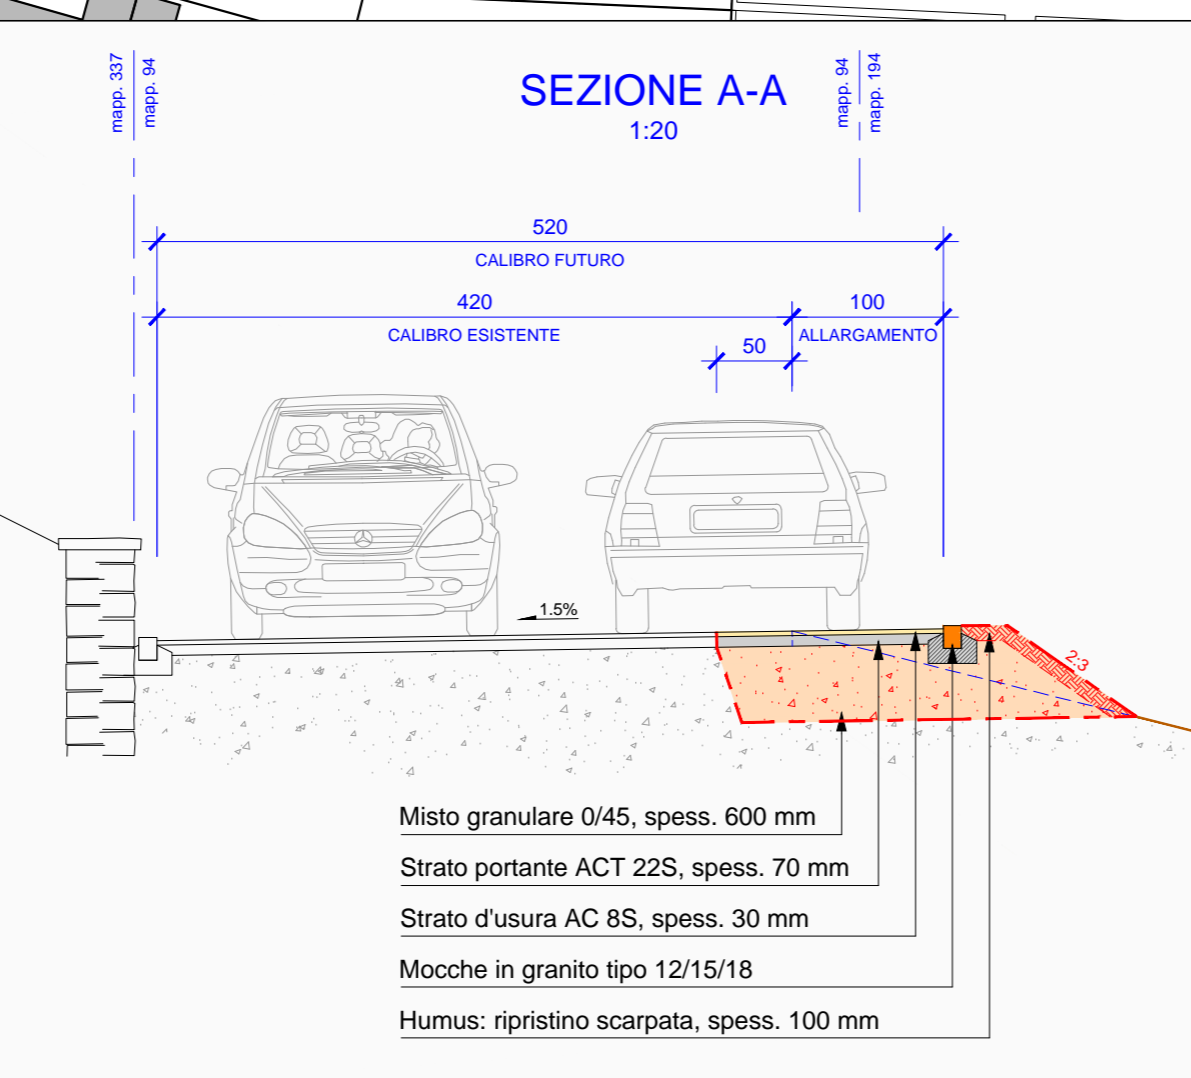 mapp. 337
mapp. 94
SEZIONE A-A
1:20
mapp. 94
mapp. 194
520
CALIBRO FUTURO
420
100
CALIBRO ESISTENTE
ALLARGAMENTO
50
1.5%
2:3
Misto granulare 0/45, spess. 600 mm
Strato portante ACT 22S, spess. 70 mm
Strato d'usura AC 8S, spess. 30 mm
Mocche in granito tipo 12/15/18
Humus: ripristino scarpata, spess. 100 mm